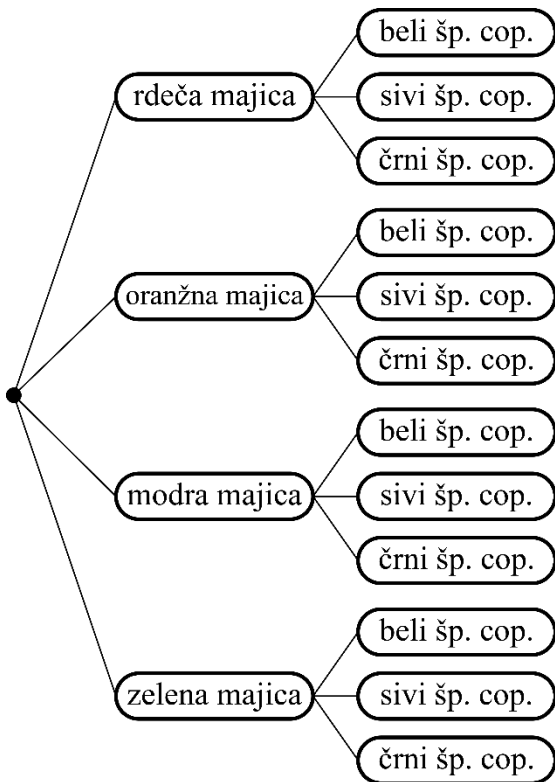 rdeča majica
beli šp. cop.
sivi šp. cop.
črni šp. cop.
oranžna majica
beli šp. cop.
sivi šp. cop.
črni šp. cop.
modra majica
beli šp. cop.
sivi šp. cop.
črni šp. cop.
zelena majica
beli šp. cop.
sivi šp. cop.
črni šp. cop.